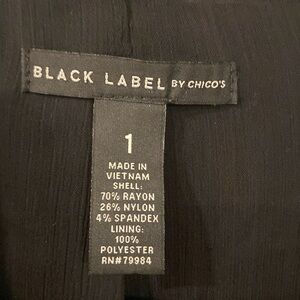 BLACK LABEL BY CHICO'S
1
MADE IN
VIETNAM
SHELL:
70% RAYON
26% NYLON
4% SPANDEX
LINING:
100%
POLYESTER
RN#79984